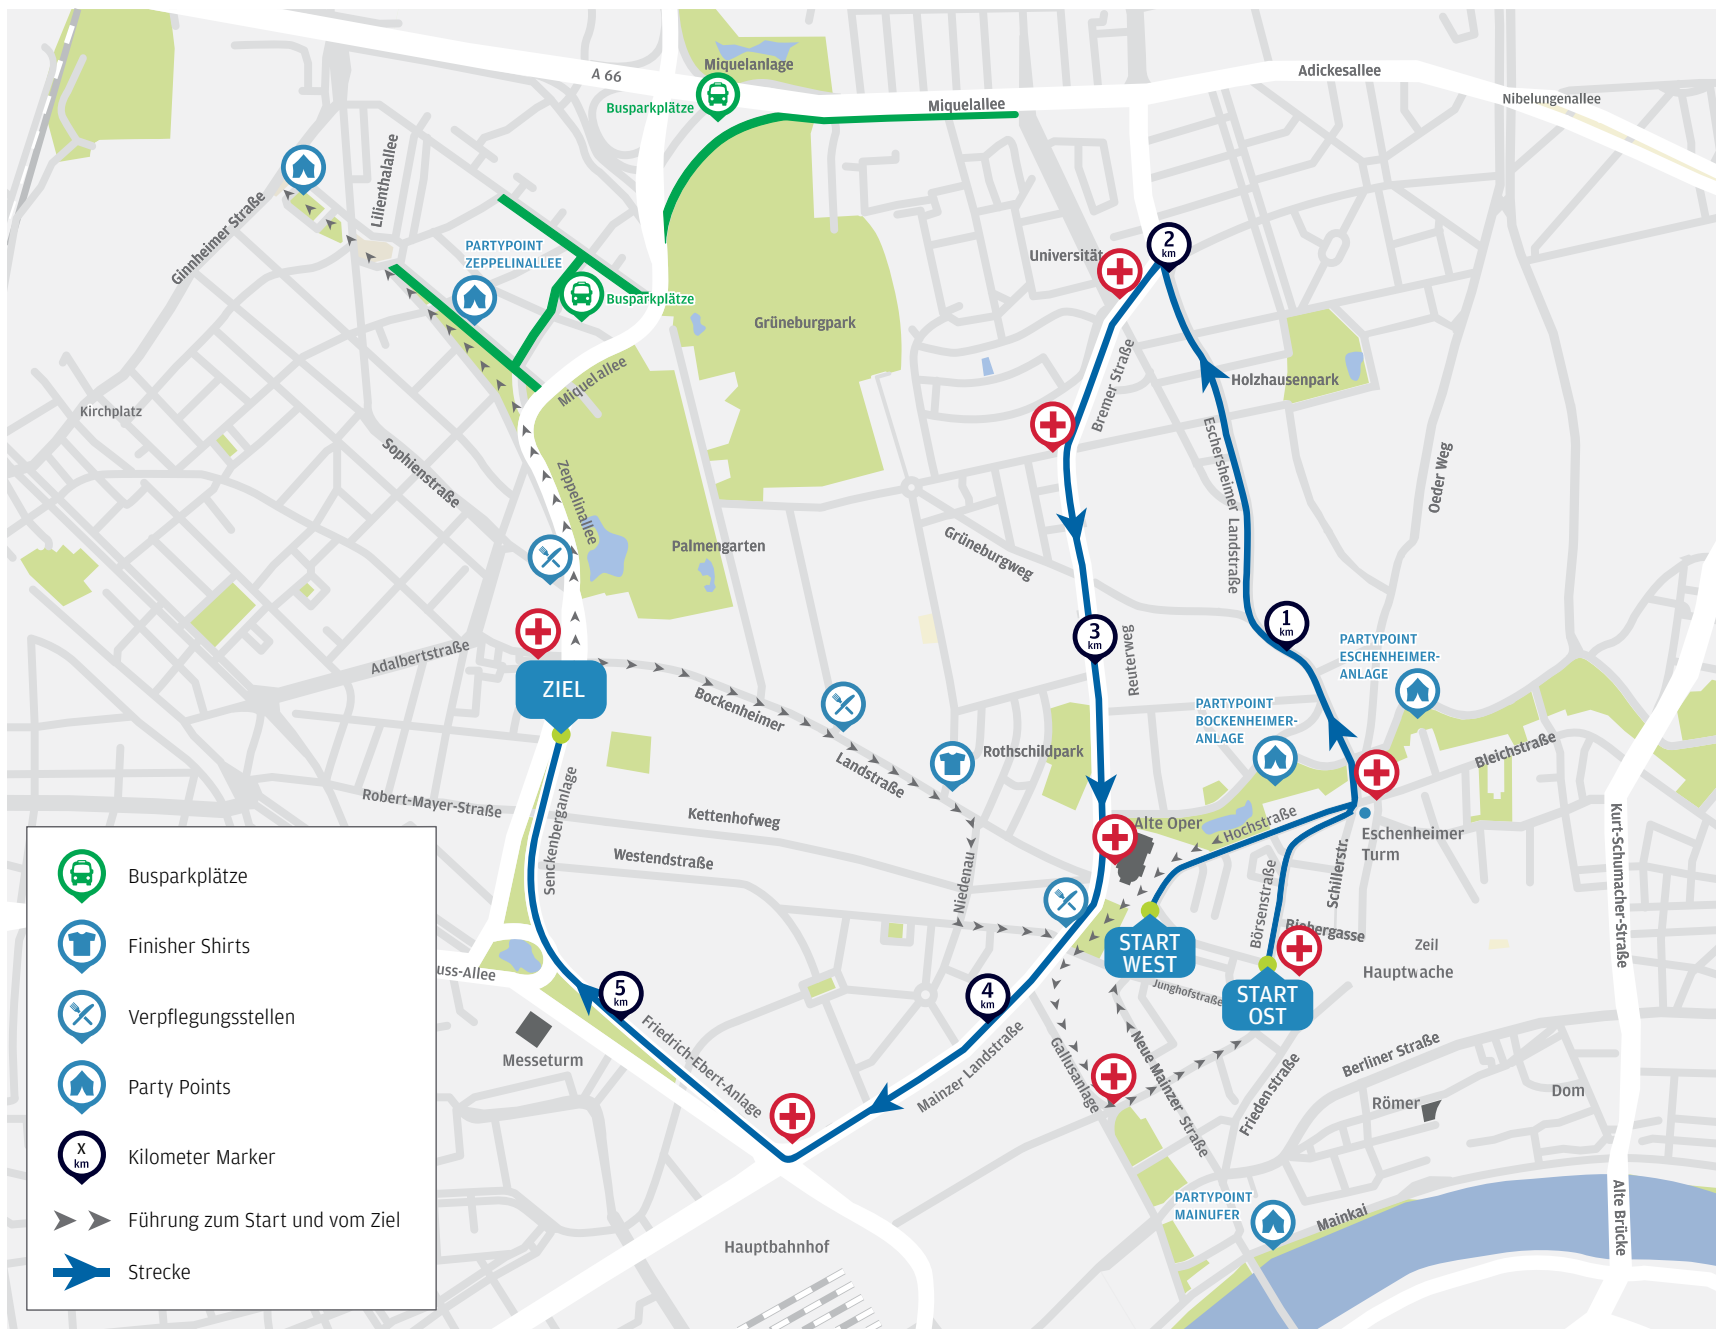 A 66
Miquelanlage
Busparkplätze
Miquelallee
Adickesallee
Nibelungenallee
Lilienthalallee
Ginnheimer Straße
PARTYPOINT
ZEPPELINALLEE
Busparkplätze
Universität
2
km
Grüneburgpark
Miquelallee
Bremer Straße
Holzhausenpark
Kirchplatz
Sophienstraße
Zeppelinallee
Eschersheimer Landstraße
Oeder Weg
Palmengarten
Grüneburgweg
3
km
1
km
Reuterweg
PARTYPOINT
ESCHENHEIMER-
ANLAGE
Adalbertstraße
ZIEL
Bockenheimer
Landstraße
PARTYPOINT
BOCKENHEIMER-
ANLAGE
Rothschildpark
Bleichstraße
Robert-Mayer-Straße
Senckenberganlage
Kettenhofweg
Westendstraße
Niedenau
Alte Oper
Hochstraße
Eschenheimer
Turm
Schillerstr.
Börsenstraße
Kurt-Schumacher-Straße
START
WEST
Zeil
Hauptwache
Junghofstraße
START
OST
uss-Allee
5
km
4
km
Messeturm
Friedrich-Ebert-Anlage
Mainzer Landstraße
Gallusanlage
Neue Mainzer Straße
Friedenstraße
Berliner Straße
Römer
Dom
PARTYPOINT
MAINUFER
Mainkai
Alte Brücke
Hauptbahnhof
Busparkplätze
Finisher Shirts
Verpflegungsstellen
Party Points
X
km
Kilometer Marker
Führung zum Start und vom Ziel
Strecke